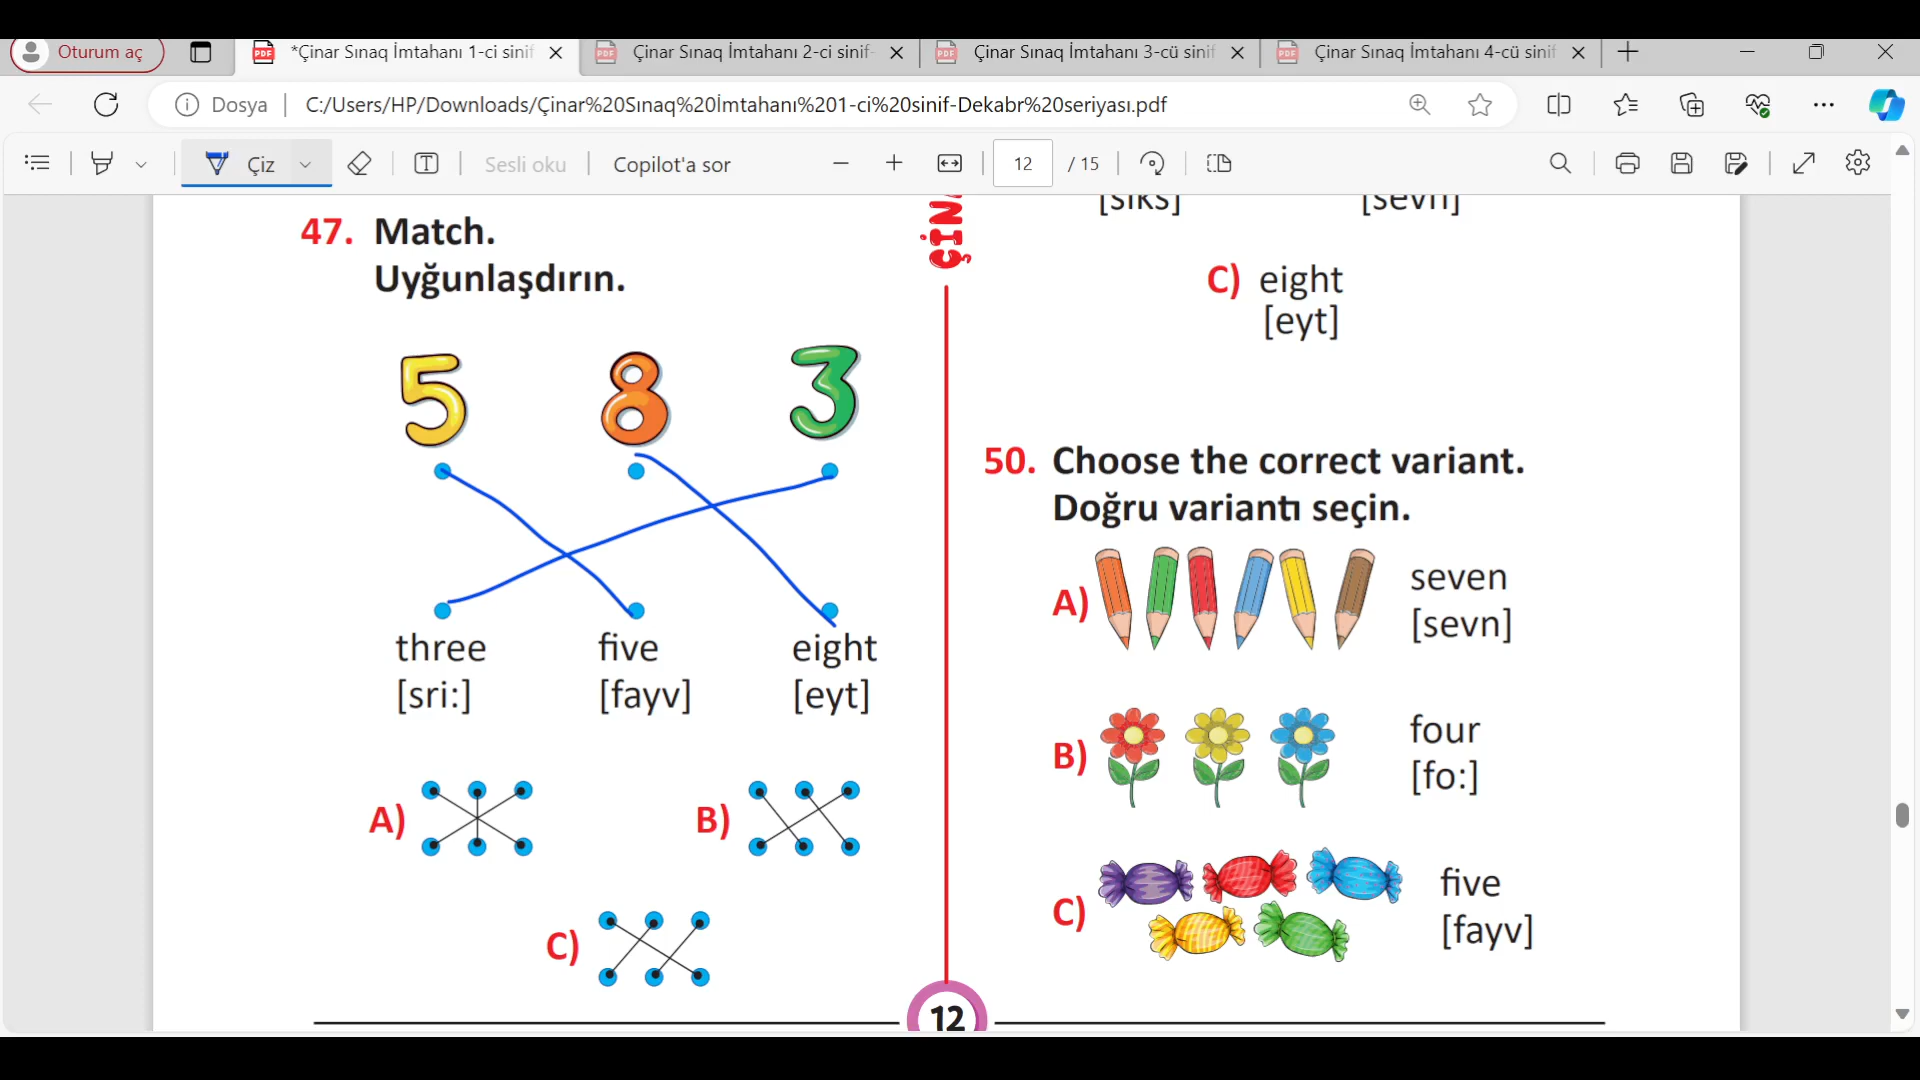 Oturum aç
*Çinar Sınaq İmtahanı 1-ci sinif
Çinar Sınaq İmtahanı 2-ci sinif-
Çinar Sınaq İmtahanı 3-cü sinif
Çinar Sınaq İmtahanı 4-cü sinif
Dosya
C:/Users/HP/Downloads/Çinar%20Sınaq%20İmtahanı%201-ci%20sinif-Dekabr%20seriyası.pdf
Çiz
Sesli oku
Copilot'a sor
12
/ 15
47. Match.
Uyğunlaşdırın.
5 8 3
three
[sri:]
five
[fayv]
eight
[eyt]
A)
B)
C)
ÇİN
[siks]
[sevn]
C) eight
[eyt]
50. Choose the correct variant.
Doğru variantı seçin.
A) seven
[sevn]
B) four
[fo:]
C) five
[fayv]
12